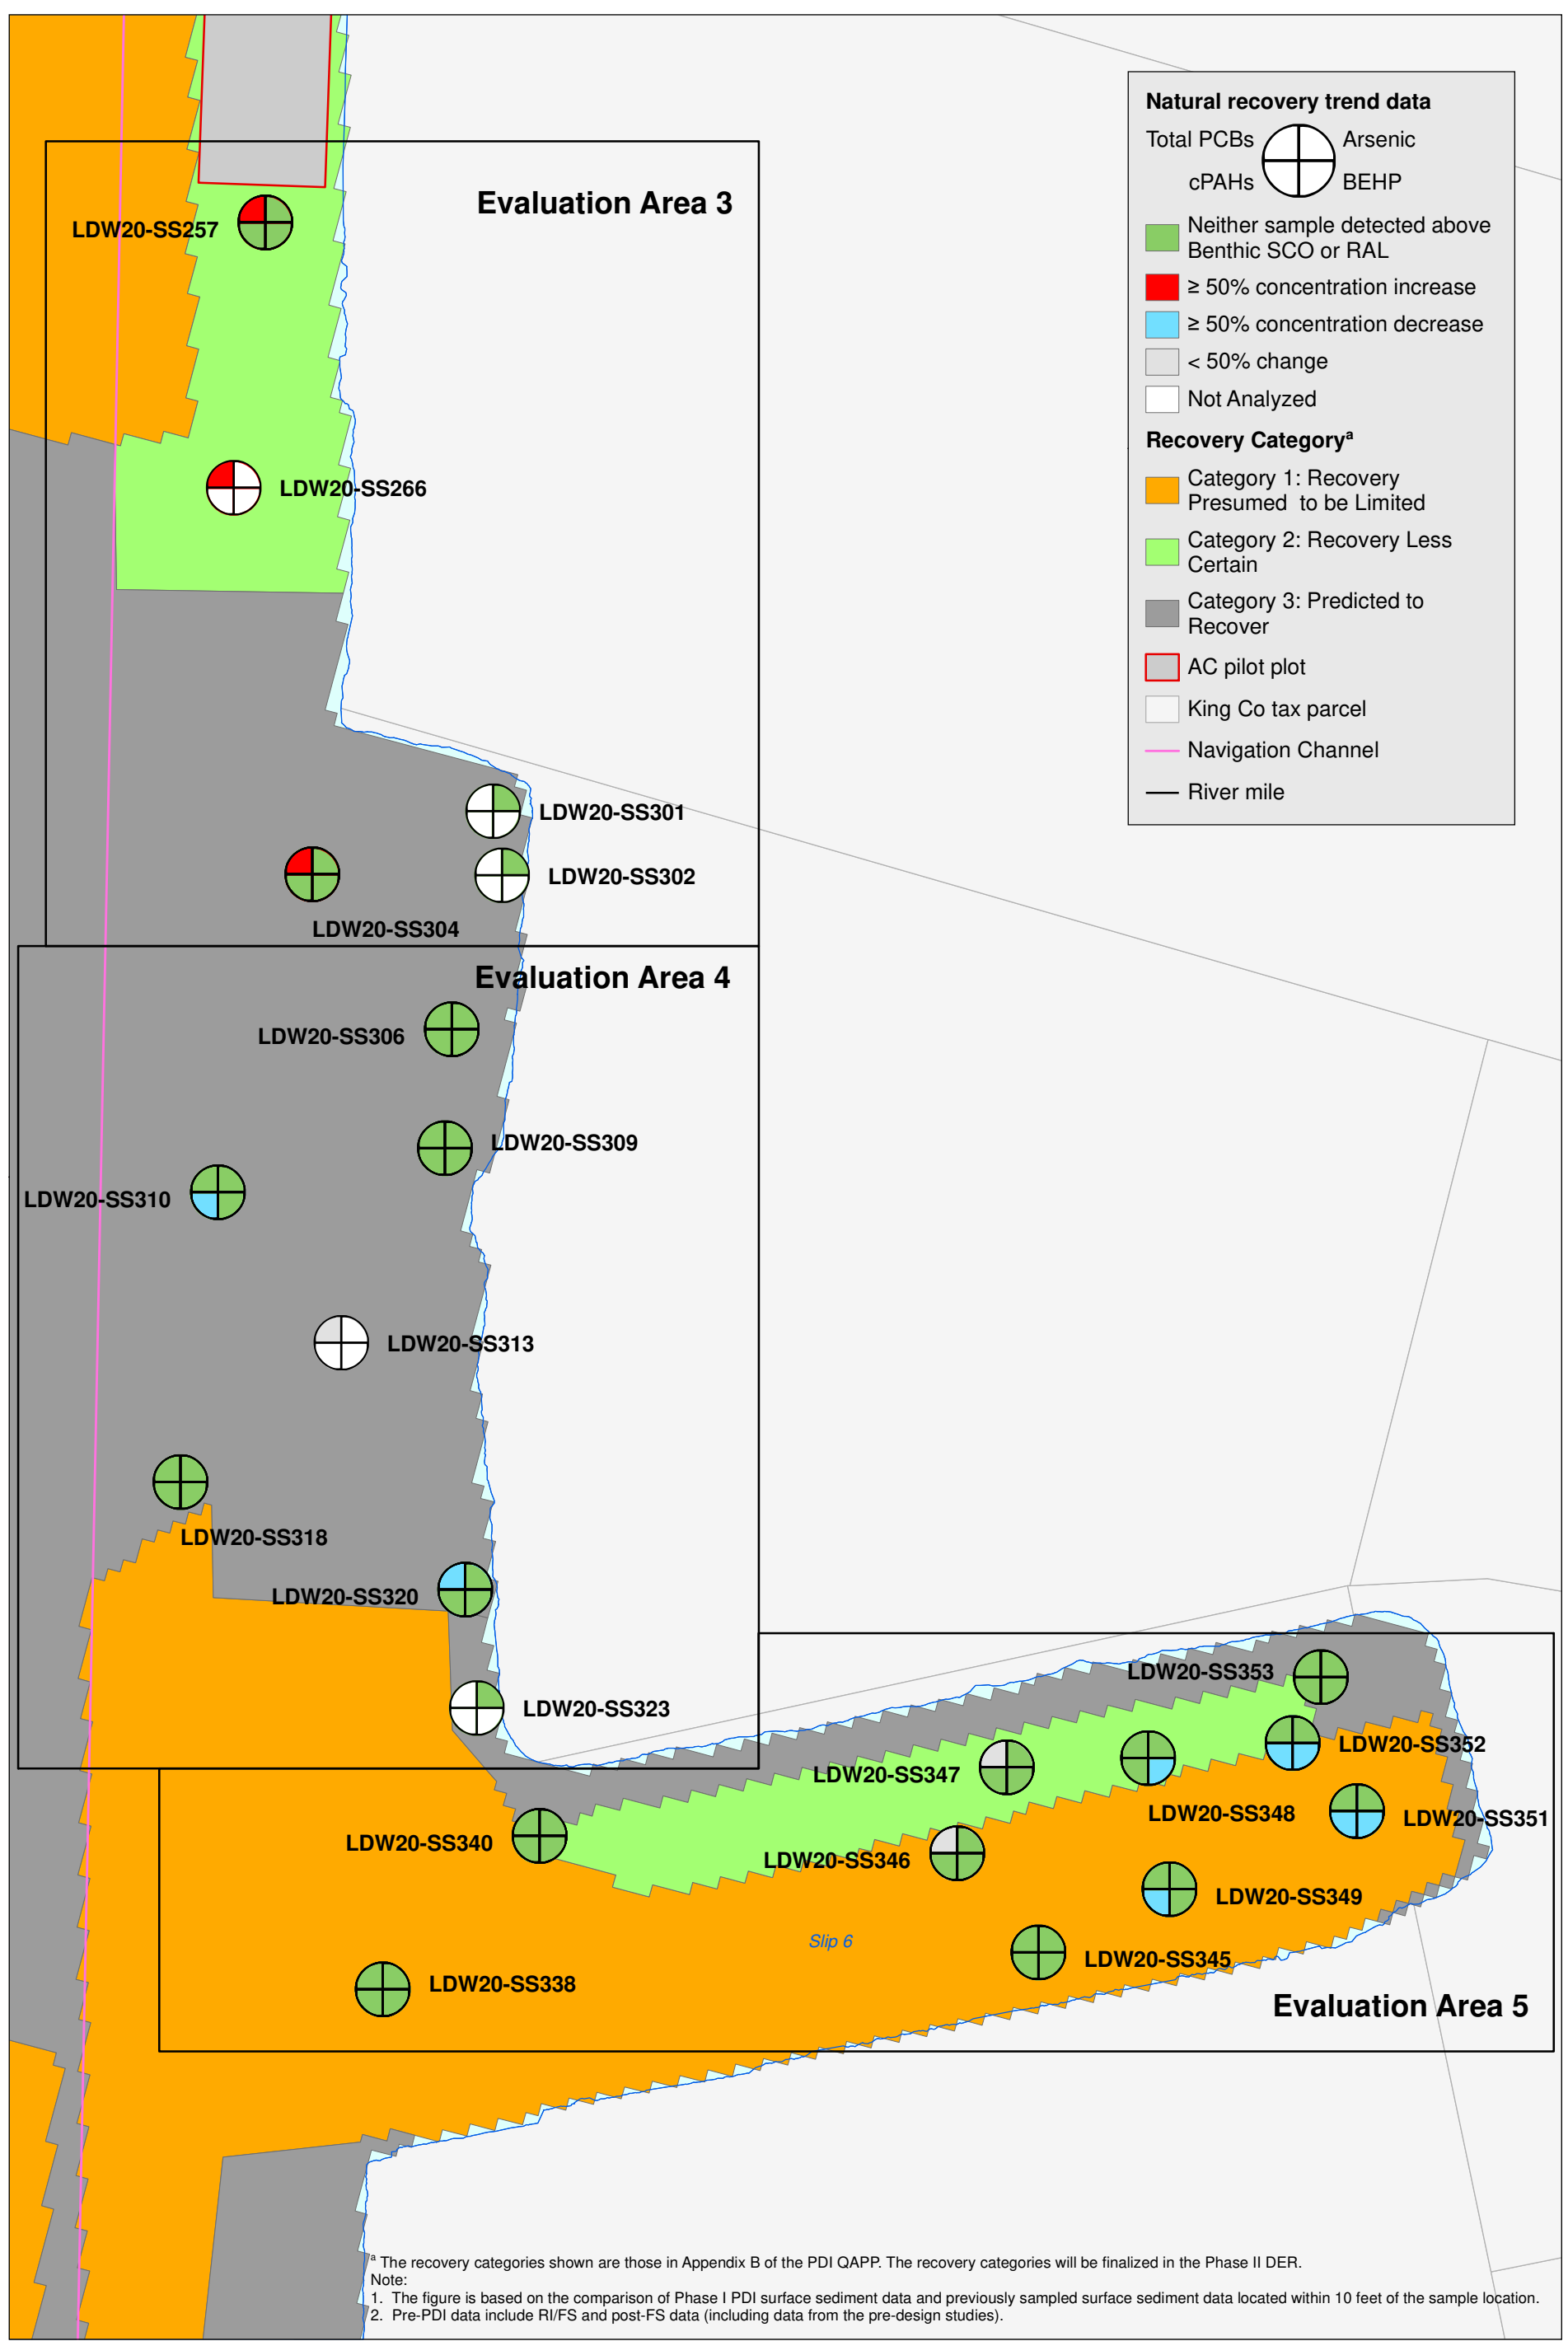 Natural recovery trend data
Total PCBs
Arsenic
cPAHs
BEHP
Neither sample detected above
Benthic SCO or RAL
≥ 50% concentration increase
≥ 50% concentration decrease
< 50% change
Not Analyzed
Recovery Categoryᵃ
Category 1: Recovery
Presumed to be Limited
Category 2: Recovery Less
Certain
Category 3: Predicted to
Recover
AC pilot plot
King Co tax parcel
Navigation Channel
River mile
Evaluation Area 3
LDW20-SS257
LDW20-SS266
LDW20-SS301
LDW20-SS302
LDW20-SS304
Evaluation Area 4
LDW20-SS306
LDW20-SS309
LDW20-SS310
LDW20-SS313
LDW20-SS318
LDW20-SS320
LDW20-SS323
LDW20-SS353
LDW20-SS352
LDW20-SS347
LDW20-SS348
LDW20-SS351
LDW20-SS340
LDW20-SS346
LDW20-SS349
Slip 6
LDW20-SS345
LDW20-SS338
Evaluation Area 5
ᵃ The recovery categories shown are those in Appendix B of the PDI QAPP. The recovery categories will be finalized in the Phase II DER.
Note:
1. The figure is based on the comparison of Phase I PDI surface sediment data and previously sampled surface sediment data located within 10 feet of the sample location.
2. Pre-PDI data include RI/FS and post-FS data (including data from the pre-design studies).